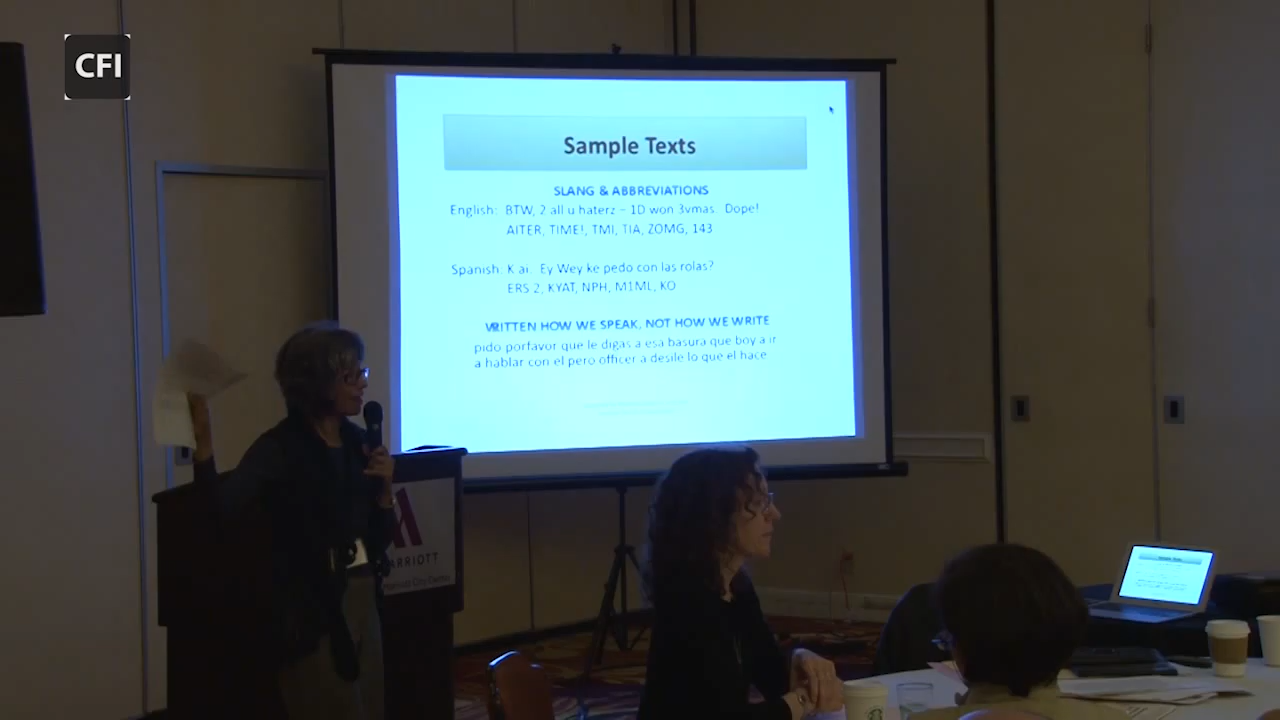 CFI
Sample Texts
SLANG & ABBREVIATIONS
English: BTW, 2 all u haterz – 1D won 3vmas. Dope!
AITER, TIME!, TMI, TIA, ZOMG, 143
Spanish: K ai. Ey Wey ke pedo con las rolas?
ERS 2, KYAT, NPH, M1ML, KO
WRITTEN HOW WE SPEAK, NOT HOW WE WRITE
pido porfavor que le digas a esa basura que boy a ir
a hablar con el pero officer a desile lo que el hace
ARRIOTT
City